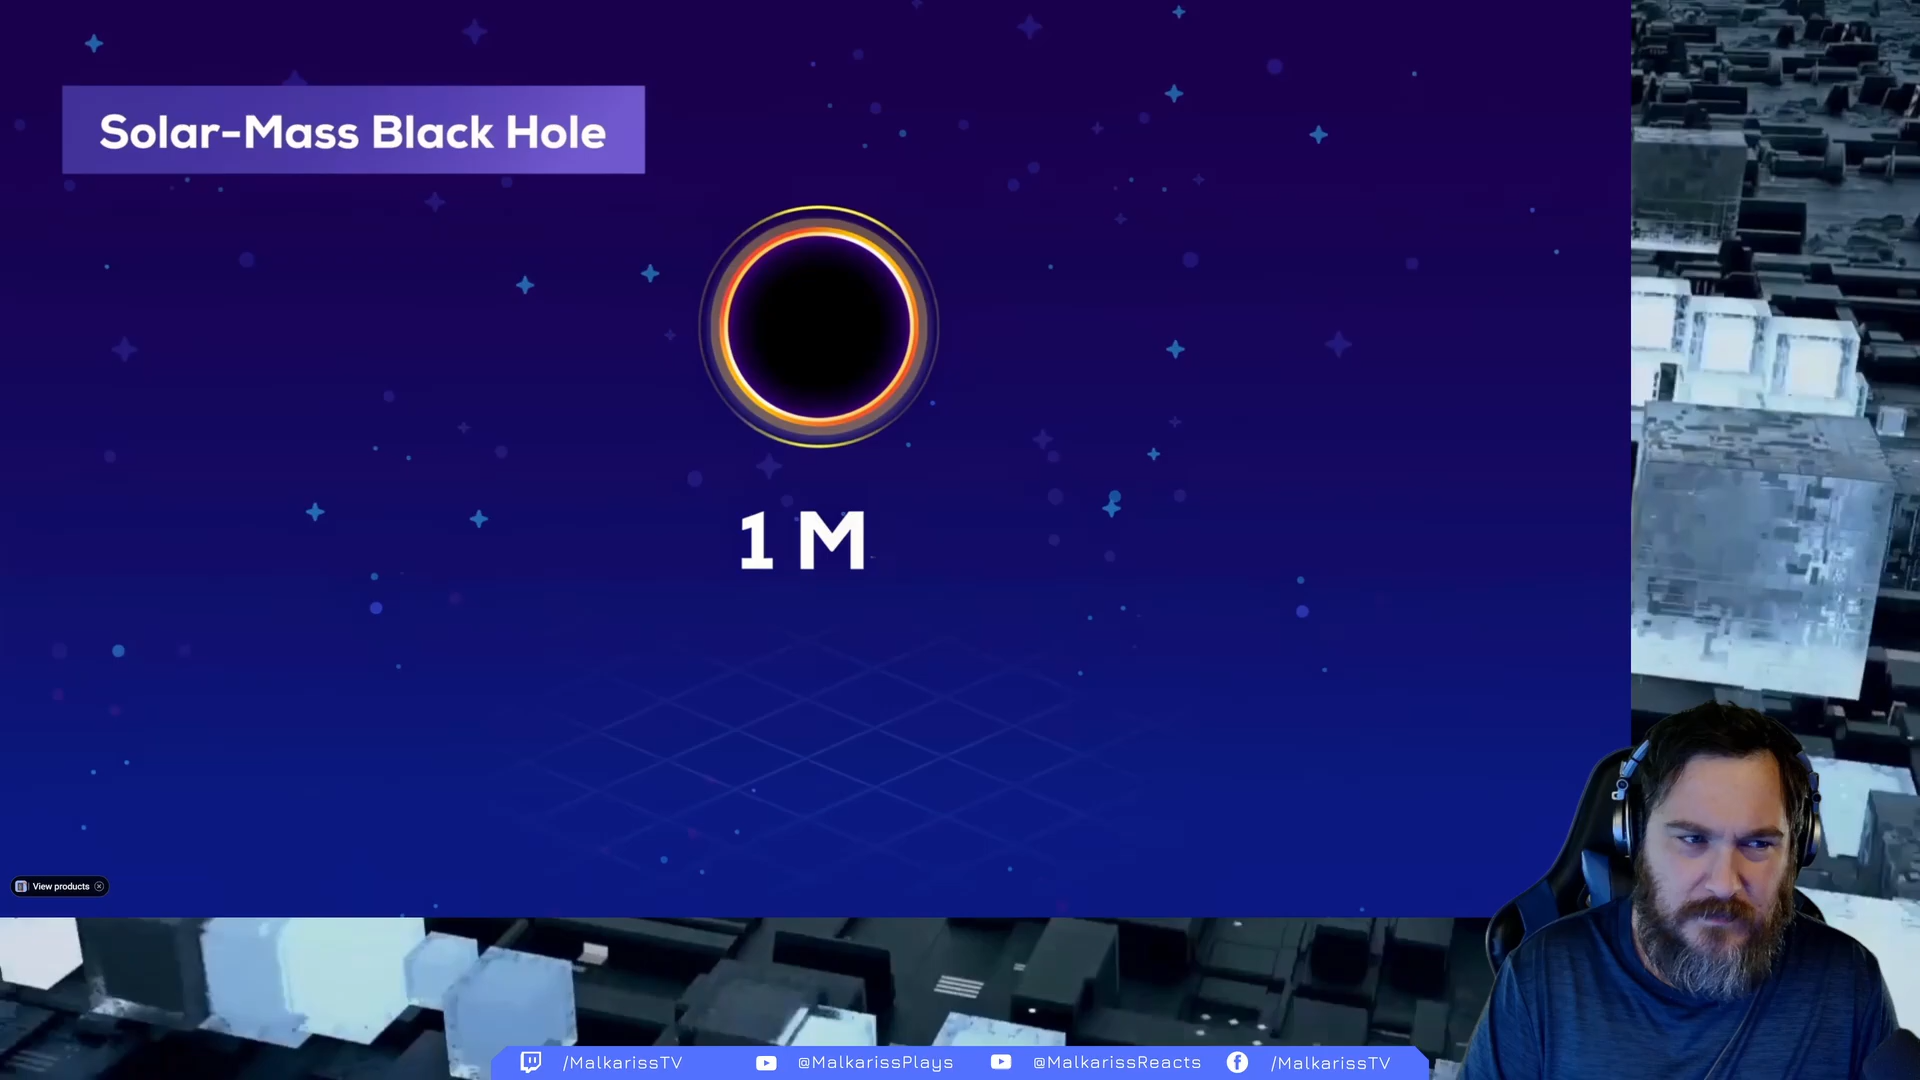 Solar-Mass Black Hole
1 M
View products
/MalkarissTV
@MalkarissPlays
@MalkarissReacts
/MalkarissTV